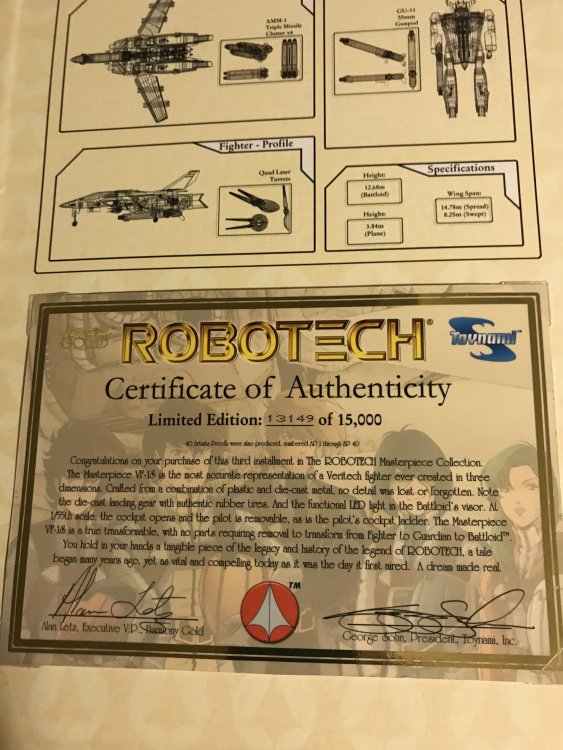 AMM-1
Triple Missile
Cluster x4
GU-11
55mm
Gunpod
Fighter - Profile
Quad Laser
Turrets
Specifications
Height:
12.68m
(Battloid)
Height:
3.84m
(Plane)
Wing Span:
14.78m (Spread)
8.25m (Swept)
GOLD
ROBOTECH®
Toynami™
Certificate of Authenticity
Limited Edition: 13149 of 15,000
40 Artists Proofs were also produced, numbered AP 1 through AP 40.
Congratulations on your purchase of this third installment in The ROBOTECH Masterpiece Collection.
The Masterpiece VF-1S is the most accurate representation of a Veritech fighter ever created in three
dimensions. Crafted from a combination of plastic and die-cast metal, no detail was lost or forgotten. Note
the die-cast landing gear with authentic rubber tires. And the functional LED light in the Battloid's visor. At
1/55th scale, the cockpit opens and the pilot is removable, as is the pilot's cockpit ladder. The Masterpiece
VF-1S is a true transformable, with no parts requiring removal to transform from Fighter to Guardian to Battloid™.
You hold in your hands a tangible piece of the legacy and history of the legend of ROBOTECH, a tale
began many years ago, yet as vital and compelling today as it was the day it first aired. A dream made real.
TM
Alan Letz, Executive V.P., Harmony Gold
George Sohn, President, Toynami, Inc.